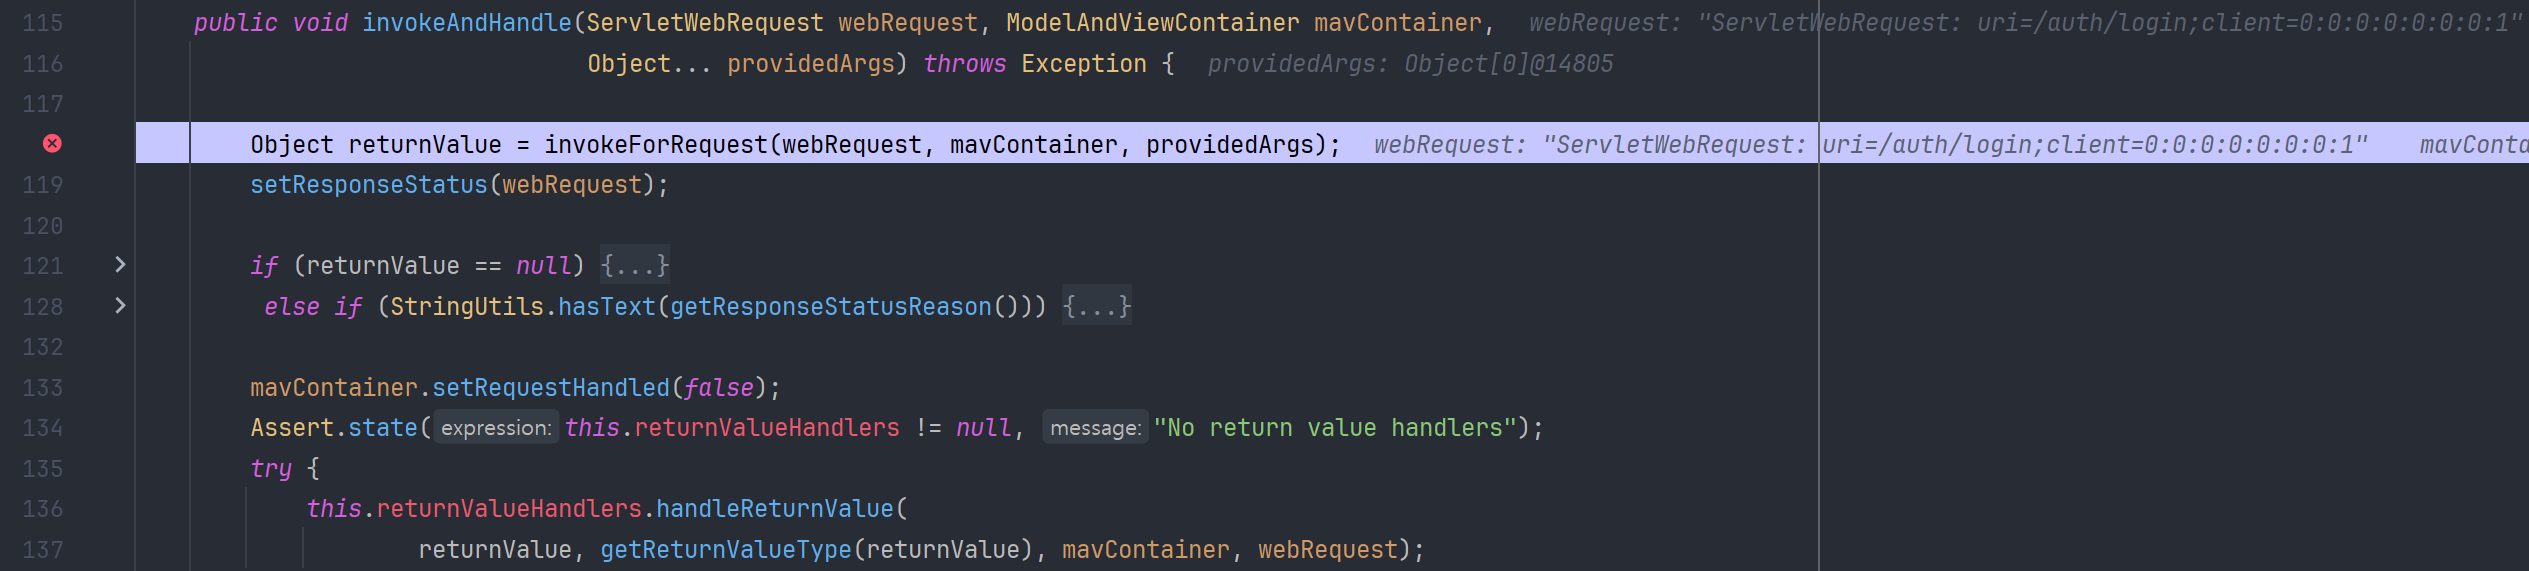 115 public void invokeAndHandle(ServletWebRequest webRequest, ModelAndViewContainer mavContainer, webRequest: "ServletWebRequest: uri=/auth/login;client=0:0:0:0:0:0:0:1"
116 Object... providedArgs) throws Exception { providedArgs: Object[0]@14805
117
Object returnValue = invokeForRequest(webRequest, mavContainer, providedArgs); webRequest: "ServletWebRequest: uri=/auth/login;client=0:0:0:0:0:0:0:1" mavConta
119 setResponseStatus(webRequest);
120
121 if (returnValue == null) {...}
128 else if (StringUtils.hasText(getResponseStatusReason())) {...}
132
133 mavContainer.setRequestHandled(false);
134 Assert.state( expression: this.returnValueHandlers != null, message: "No return value handlers");
135 try {
136 this.returnValueHandlers.handleReturnValue(
137 returnValue, getReturnValueType(returnValue), mavContainer, webRequest);